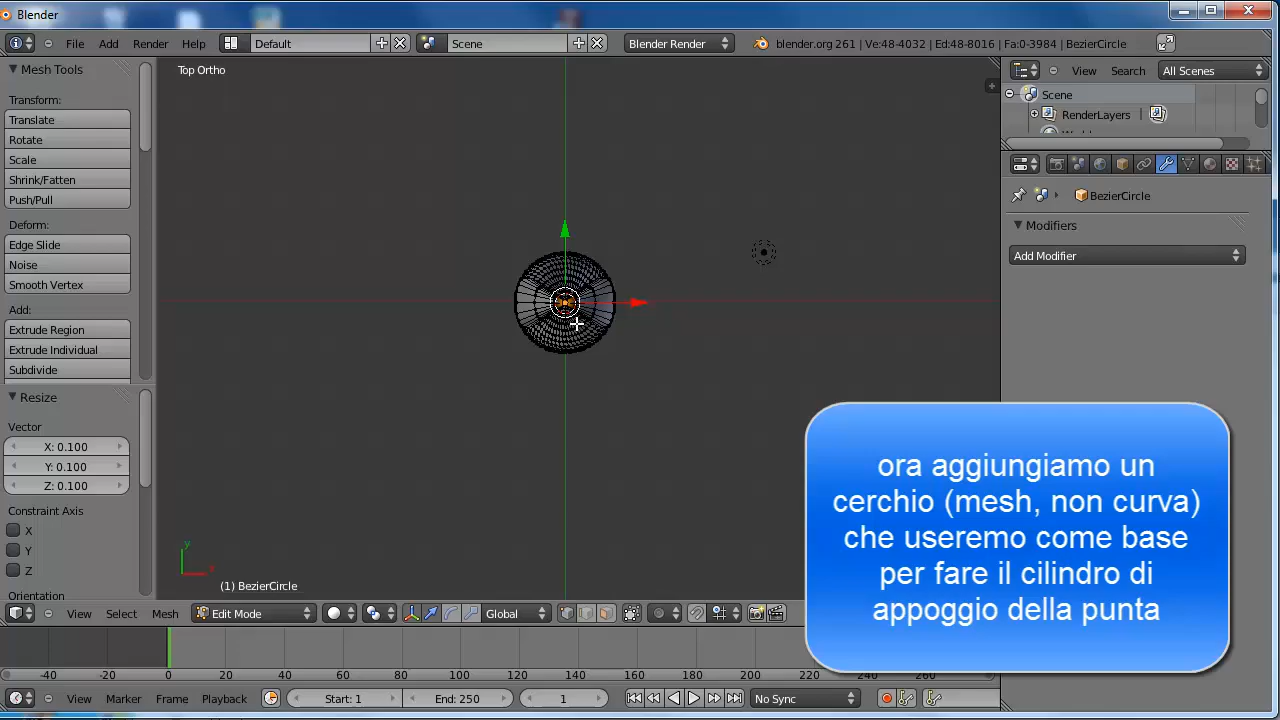 Blender
File Add Render Help Default Scene Blender Render blender.org 261 | Ve:48-4032 | Ed:48-8016 | Fa:0-3984 | BezierCircle
Mesh Tools
Top Ortho
View Search All Scenes
Scene
RenderLayers
Transform:
Translate
Rotate
Scale
Shrink/Fatten
Push/Pull
BezierCircle
Modifiers
Add Modifier
Deform:
Edge Slide
Noise
Smooth Vertex
Add:
Extrude Region
Extrude Individual
Subdivide
Resize
Vector
X: 0.100
Y: 0.100
Z: 0.100
Constraint Axis
X
Y
Z
Orientation
y
x
(1) BezierCircle
ora aggiungiamo un
cerchio (mesh, non curva)
che useremo come base
per fare il cilindro di
appoggio della punta
View Select Mesh Edit Mode Global
-40 -20 0 20 40 60 80 100 120 140 160 180 200 220 240 260
View Marker Frame Playback Start: 1 End: 250 1 No Sync